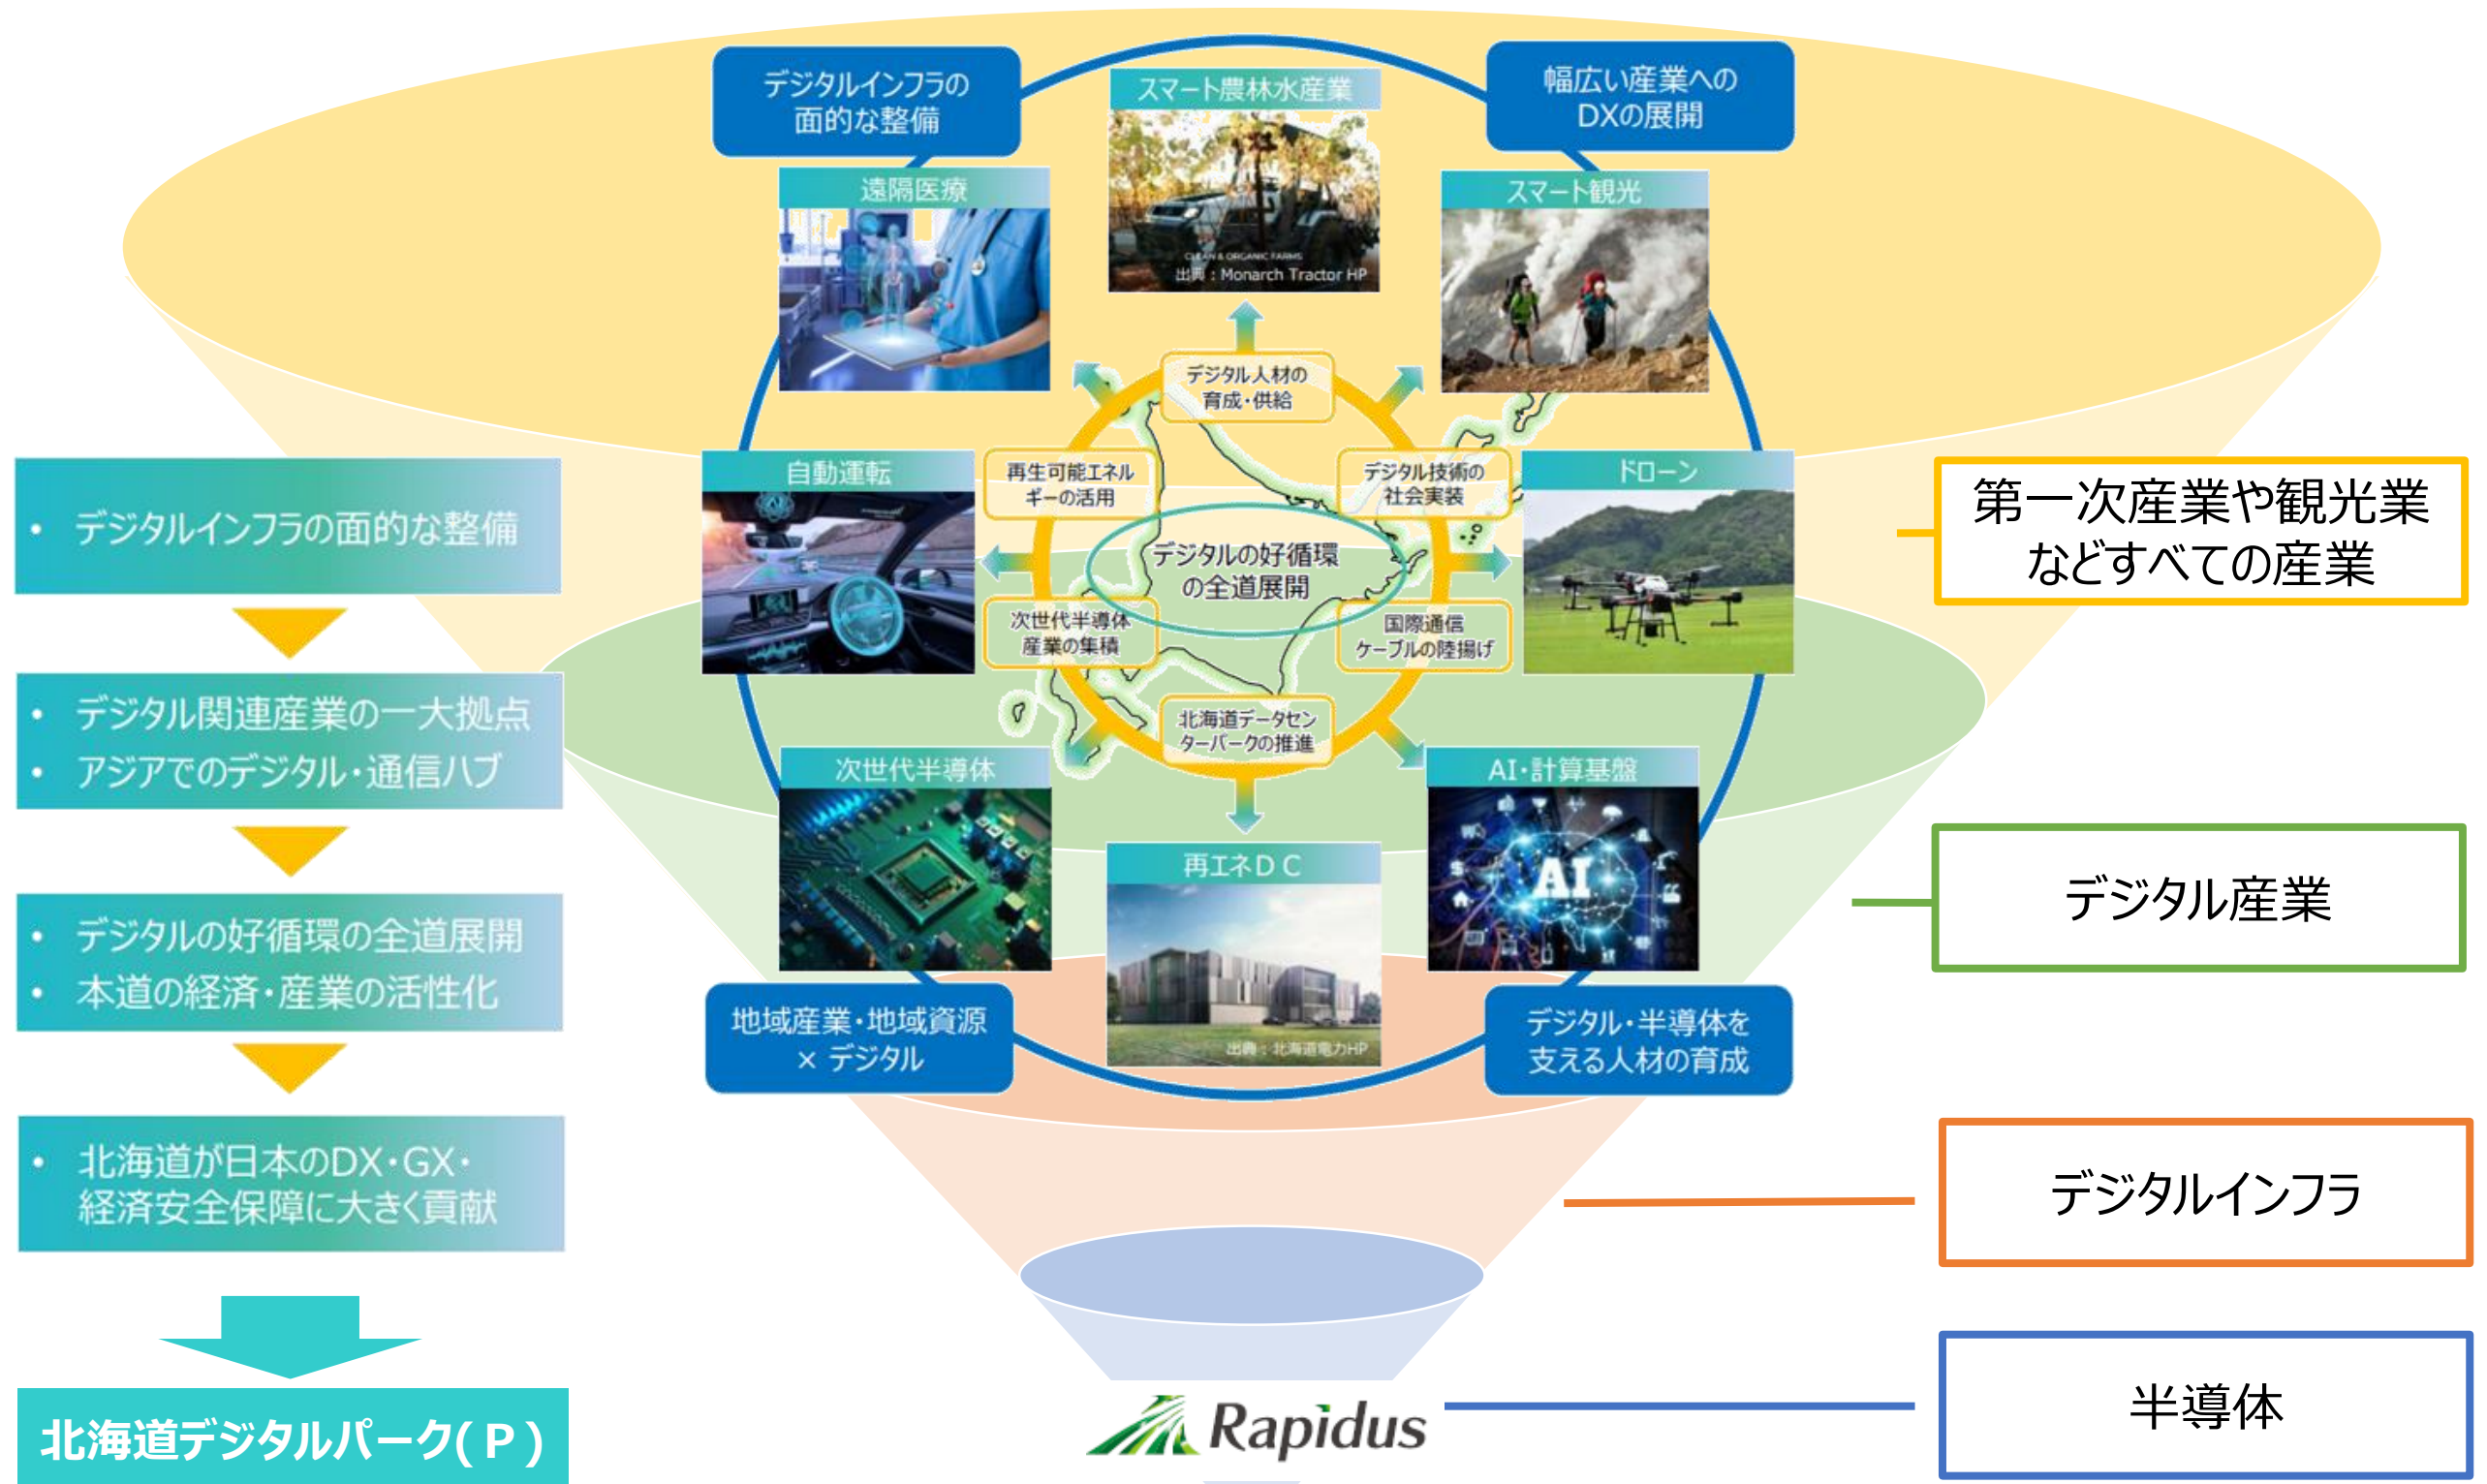 デジタルインフラの
面的な整備
スマート農林水産業
CLEAN & ORGANIC FARMS
出典：Monarch Tractor HP
幅広い産業への
DXの展開
遠隔医療
スマート観光
デジタル人材の
育成・供給
自動運転
再生可能エネル
ギーの活用
デジタル技術の
社会実装
ドローン
デジタルの好循環
の全道展開
次世代半導体
産業の集積
国際通信
ケーブルの陸揚げ
北海道データセン
ターパークの推進
次世代半導体
再エネＤＣ
出典：北海道電力HP
AI・計算基盤
AI
地域産業・地域資源
× デジタル
デジタル・半導体を
支える人材の育成
• デジタルインフラの面的な整備
• デジタル関連産業の一大拠点
• アジアでのデジタル・通信ハブ
• デジタルの好循環の全道展開
• 本道の経済・産業の活性化
• 北海道が日本のDX・GX・
経済安全保障に大きく貢献
北海道デジタルパーク(Ｐ)
第一次産業や観光業
などすべての産業
デジタル産業
デジタルインフラ
半導体
Rapidus